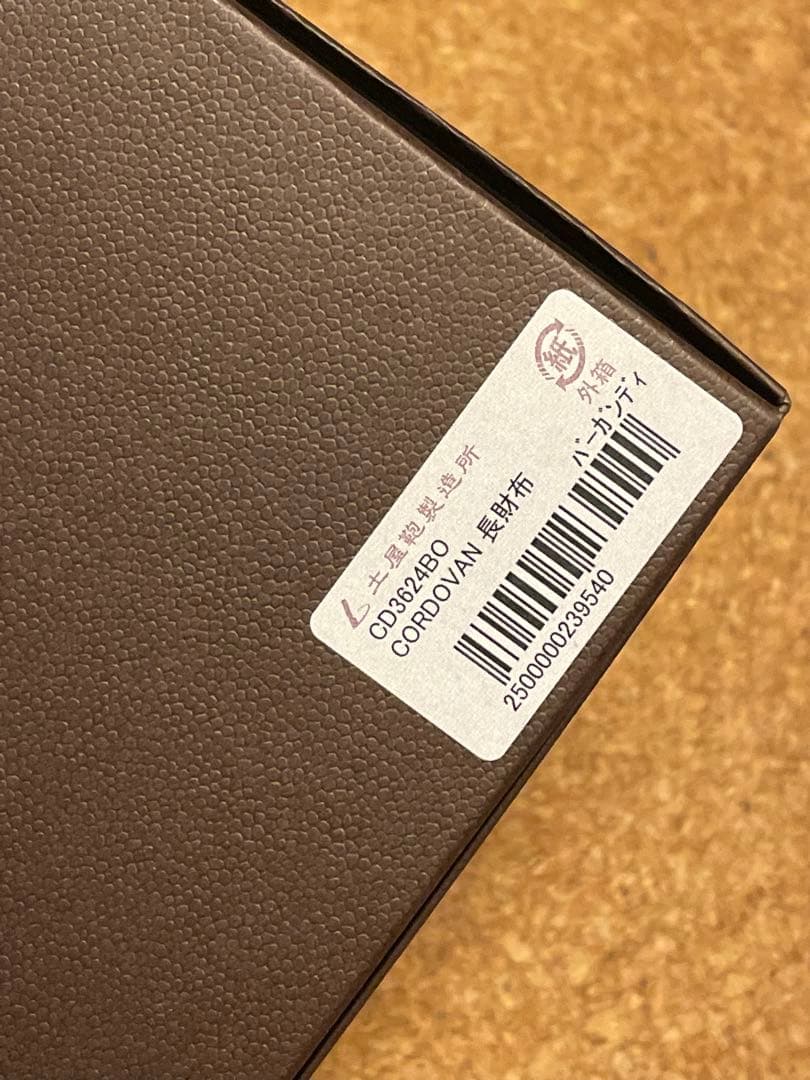 土屋鞄製造所
紙
外箱
CD3624BO
CORDOVAN 長財布
バーガンディ
2500000239540